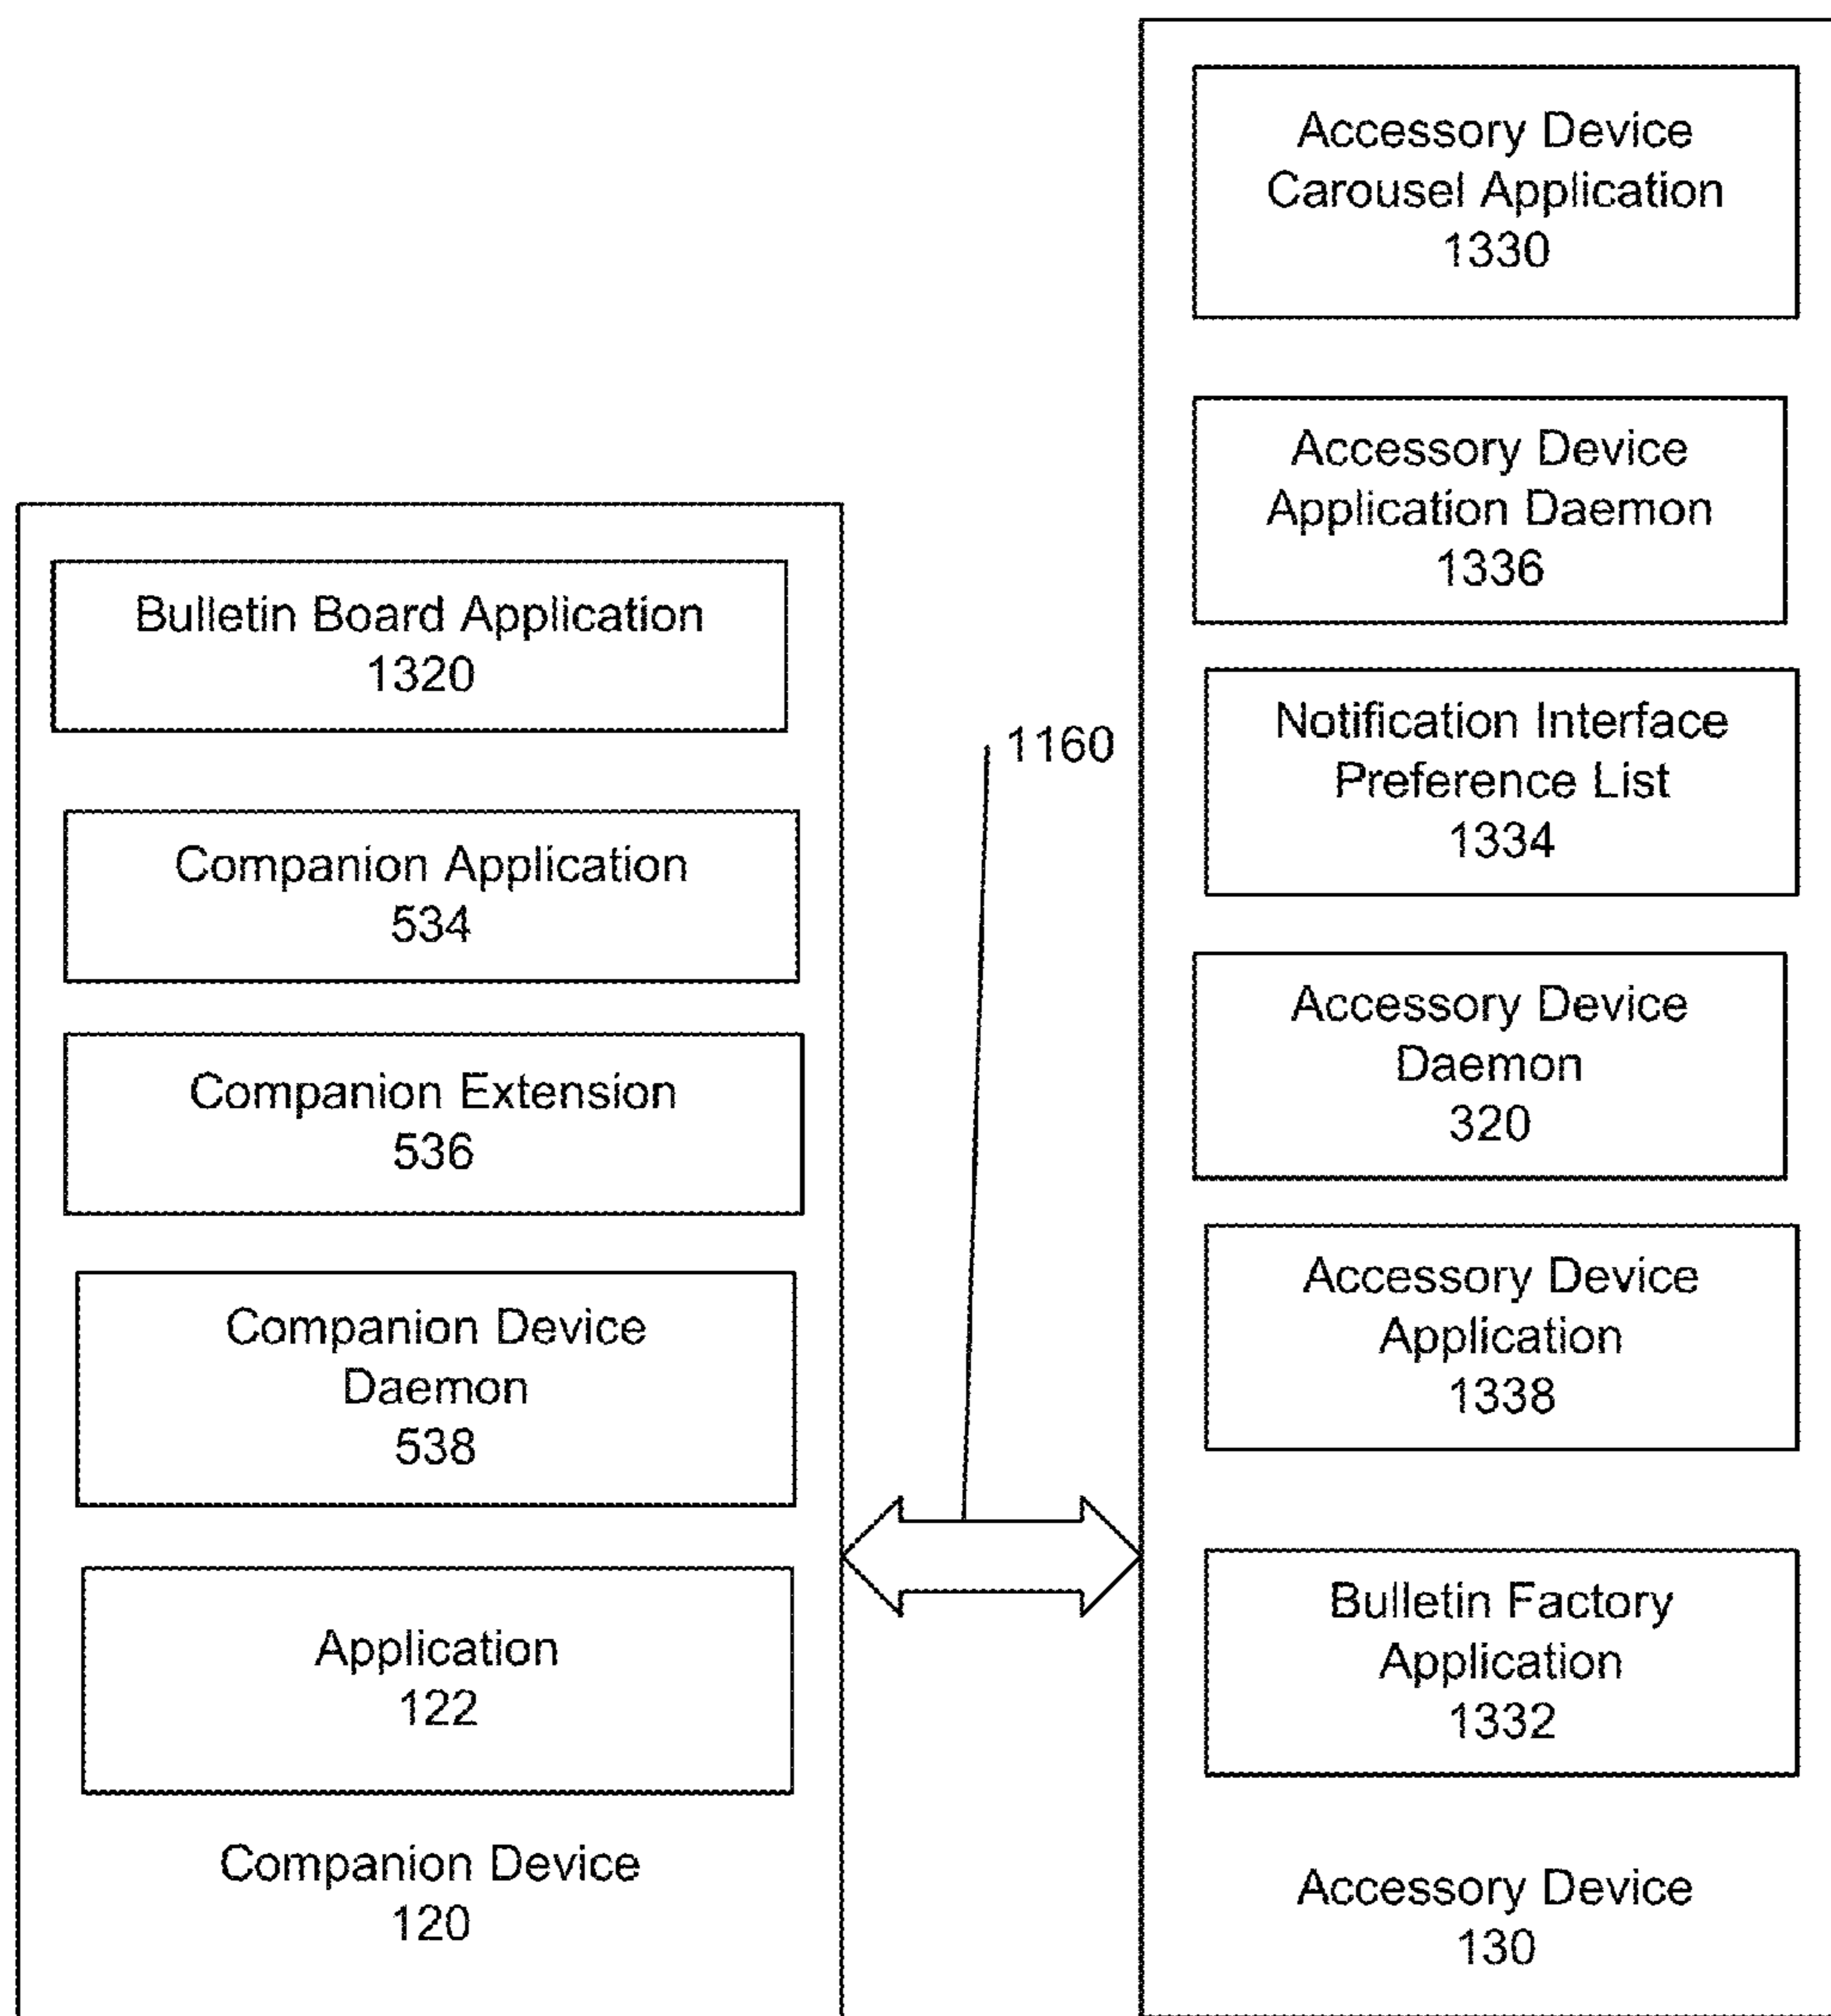 Bulletin Board Application
1320
Companion Application
534
Companion Extension
536
Companion Device
Daemon
538
Application
122
Companion Device
120
1160
Accessory Device
Carousel Application
1330
Accessory Device
Application Daemon
1336
Notification Interface
Preference List
1334
Accessory Device
Daemon
320
Accessory Device
Application
1338
Bulletin Factory
Application
1332
Accessory Device
130